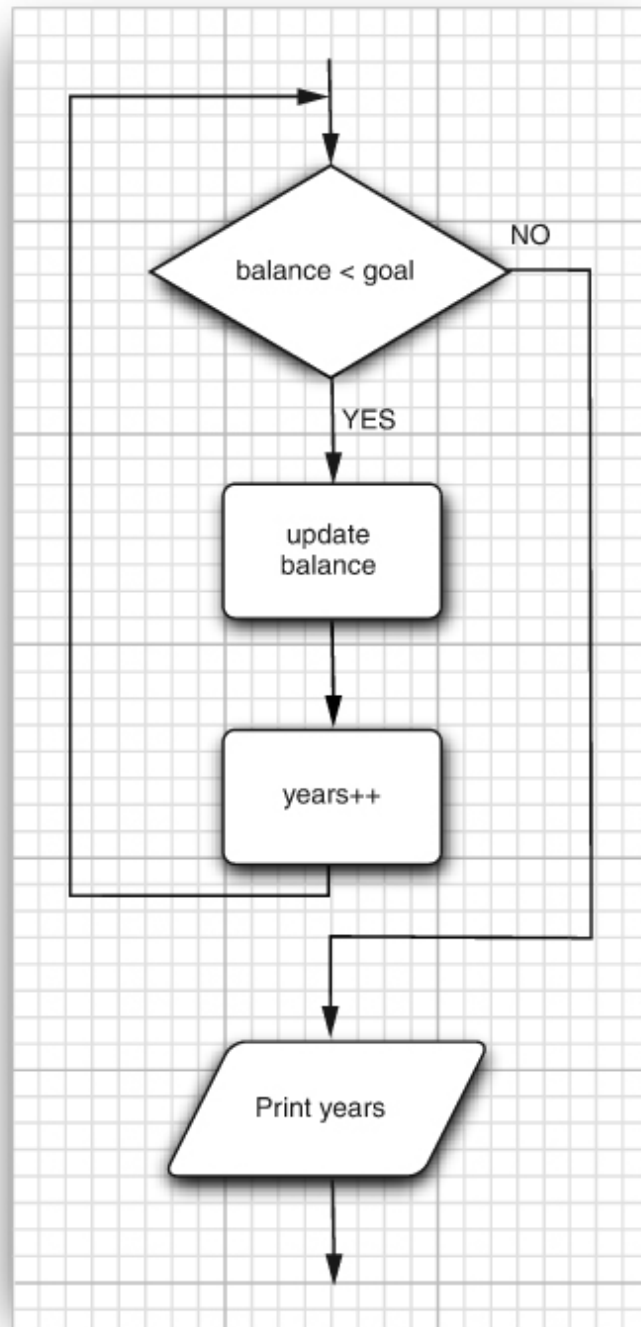 NO
balance < goal
YES
update
balance
years++
Print years